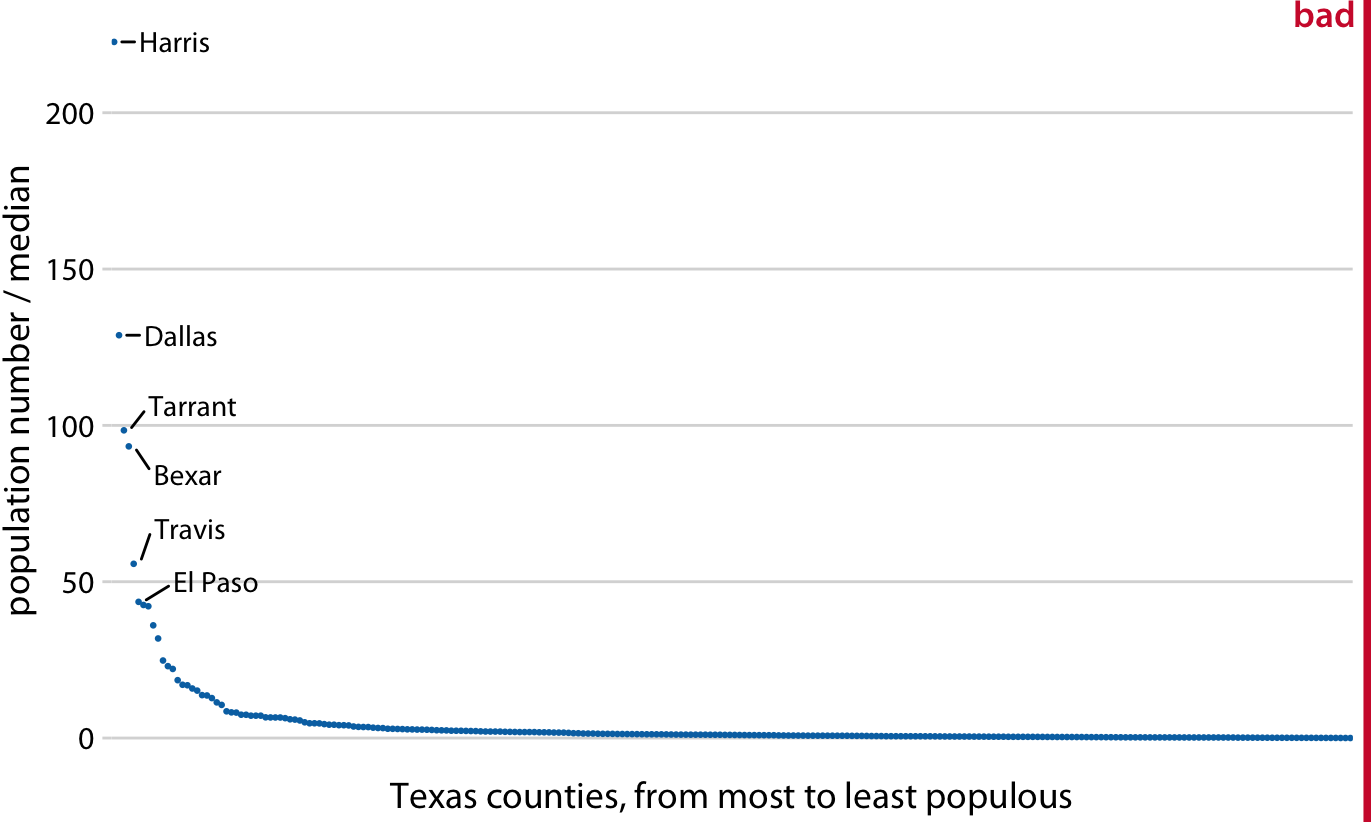 bad
Harris
200
150
Dallas
Tarrant
100
Bexar
Travis
El Paso
50
0
population number / median
Texas counties, from most to least populous